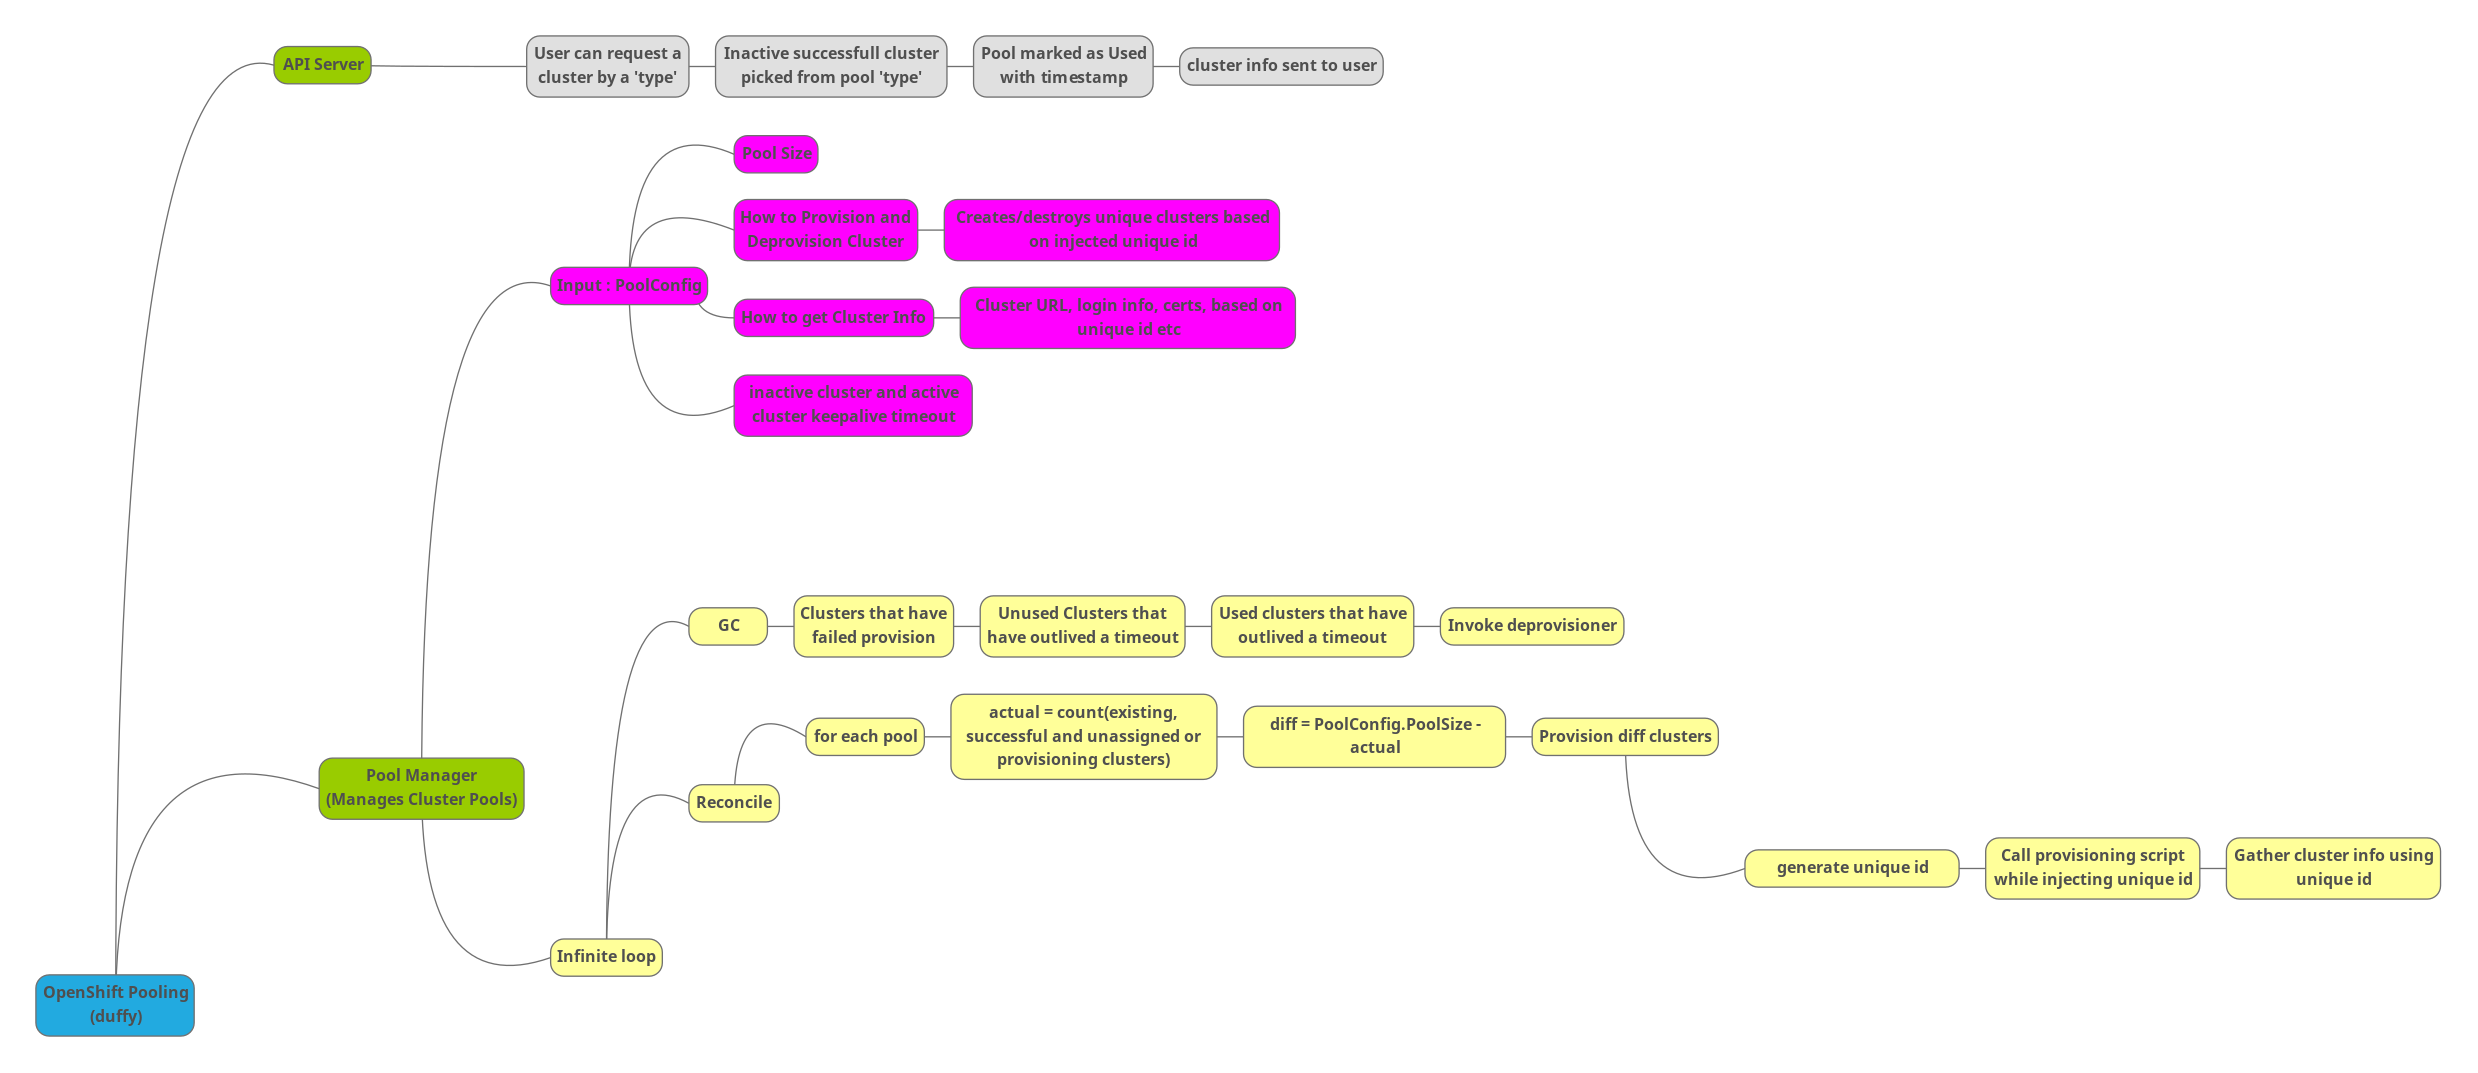 API Server
User can request a
cluster by a 'type'
Inactive successfull cluster
picked from pool 'type'
Pool marked as Used
with timestamp
cluster info sent to user
Pool Size
How to Provision and
Deprovision Cluster
Creates/destroys unique clusters based
on injected unique id
Input : PoolConfig
How to get Cluster Info
Cluster URL, login info, certs, based on
unique id etc
inactive cluster and active
cluster keepalive timeout
GC
Clusters that have
failed provision
Unused Clusters that
have outlived a timeout
Used clusters that have
outlived a timeout
Invoke deprovisioner
for each pool
actual = count(existing,
successful and unassigned or
provisioning clusters)
diff = PoolConfig.PoolSize -
actual
Provision diff clusters
Pool Manager
(Manages Cluster Pools)
Reconcile
generate unique id
Call provisioning script
while injecting unique id
Gather cluster info using
unique id
Infinite loop
OpenShift Pooling
(duffy)